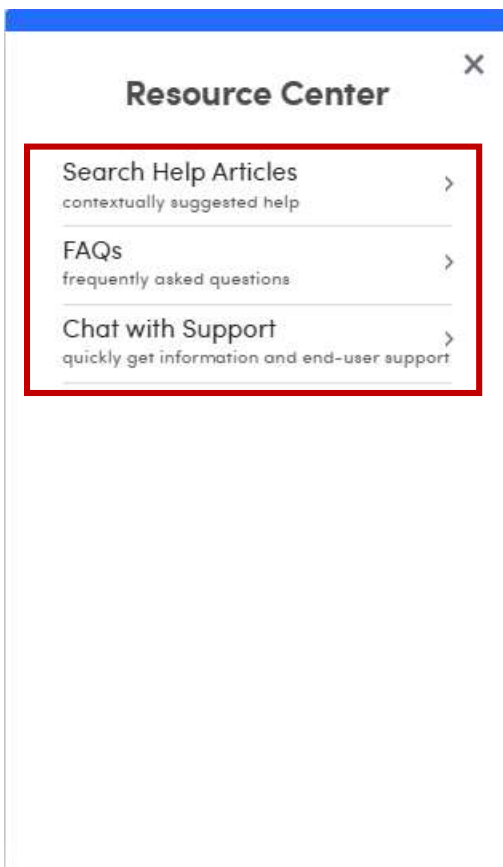 Resource Center
Search Help Articles
contextually suggested help
FAQs
frequently asked questions
Chat with Support
quickly get information and end-user support